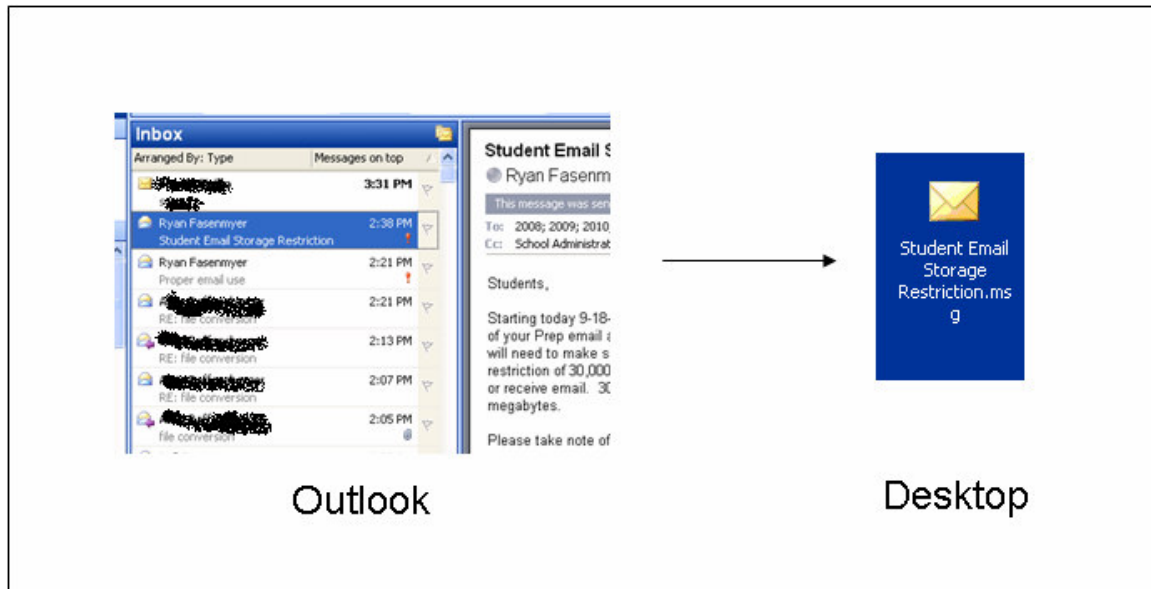 Inbox
Arranged By: Type Messages on top
3:31 PM
Ryan Fasenmyer 2:38 PM
Student Email Storage Restriction
Ryan Fasenmyer 2:21 PM
Proper email use
2:21 PM
RE: file conversion
2:13 PM
RE: file conversion
2:07 PM
RE: file conversion
2:05 PM
file conversion
Student Email S
Ryan Fasenm
This message was sen
To: 2008; 2009; 2010,
Cc: School Administrat
Students,
Starting today 9-18-
of your Prep email a
will need to make s
restriction of 30,000
or receive email. 30
megabytes.
Please take note of
Student Email
Storage
Restriction.ms
g
Outlook
Desktop